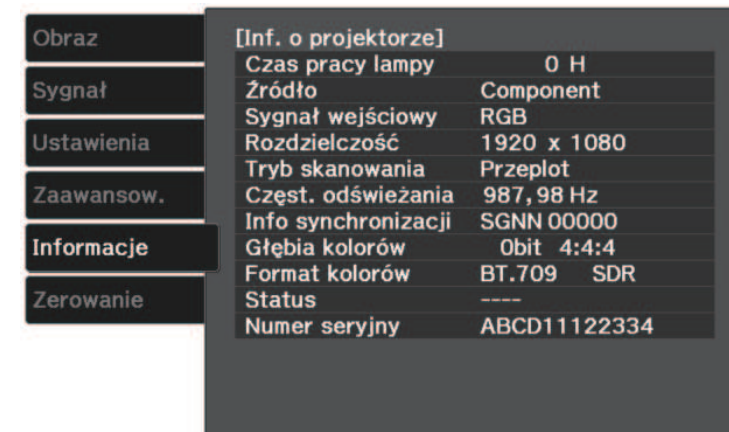 Obraz
Sygnał
Ustawienia
Zaawansow.
Informacje
Zerowanie
[Inf. o projektorze]
Czas pracy lampy 0 H
Źródło Component
Sygnał wejściowy RGB
Rozdzielczość 1920 x 1080
Tryb skanowania Przeplot
Częst. odświeżania 987,98 Hz
Info synchronizacji SGNN 00000
Głębia kolorów 0bit 4:4:4
Format kolorów BT.709 SDR
Status ----
Numer seryjny ABCD11122334